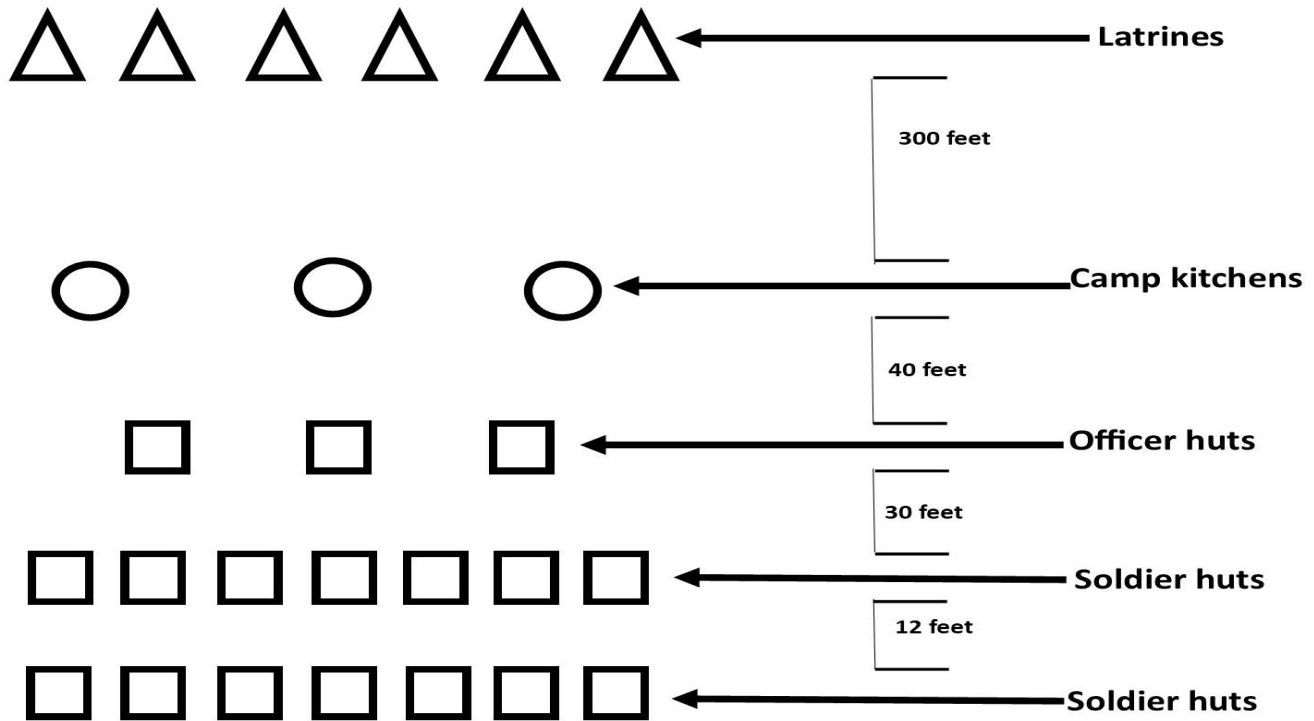 Latrines
300 feet
Camp kitchens
40 feet
Officer huts
30 feet
Soldier huts
12 feet
Soldier huts